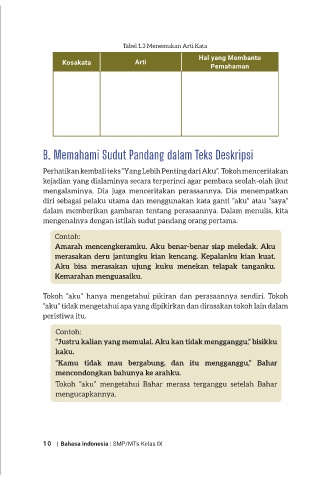 Tabel 1.3 Menemukan Arti Kata
Kosakata
Arti
Hal yang Membantu
Pemahaman
B. Memahami Sudut Pandang dalam Teks Deskripsi
Perhatikan kembali teks “Yang Lebih Penting dari Aku”. Tokoh menceritakan
kejadian yang dialaminya secara terperinci agar pembaca seolah-olah ikut
mengalaminya. Dia juga menceritakan perasaannya. Dia menempatkan
diri sebagai pelaku utama dan menggunakan kata ganti “aku” atau “saya”
dalam memberikan gambaran tentang perasaannya. Dalam menulis, kita
mengenalnya dengan istilah sudut pandang orang pertama.
Contoh:
Amarah mencengkeramku. Aku benar-benar siap meledak. Aku
merasakan deru jantungku kian kencang. Kepalanku kian kuat.
Aku bisa merasakan ujung kuku menekan telapak tanganku.
Kemarahan menguasaiku.
Tokoh “aku” hanya mengetahui pikiran dan perasaannya sendiri. Tokoh
“aku” tidak mengetahui apa yang dipikirkan dan dirasakan tokoh lain dalam
peristiwa itu.
Contoh:
“Justru kalian yang memulai. Aku kan tidak mengganggu,” bisikku
kaku.
“Kamu tidak mau bergabung, dan itu mengganggu,” Bahar
mencondongkan bahunya ke arahku.
Tokoh “aku” mengetahui Bahar merasa terganggu setelah Bahar
mengucapkannya.
10 | Bahasa Indonesia | SMP/MTs Kelas IX